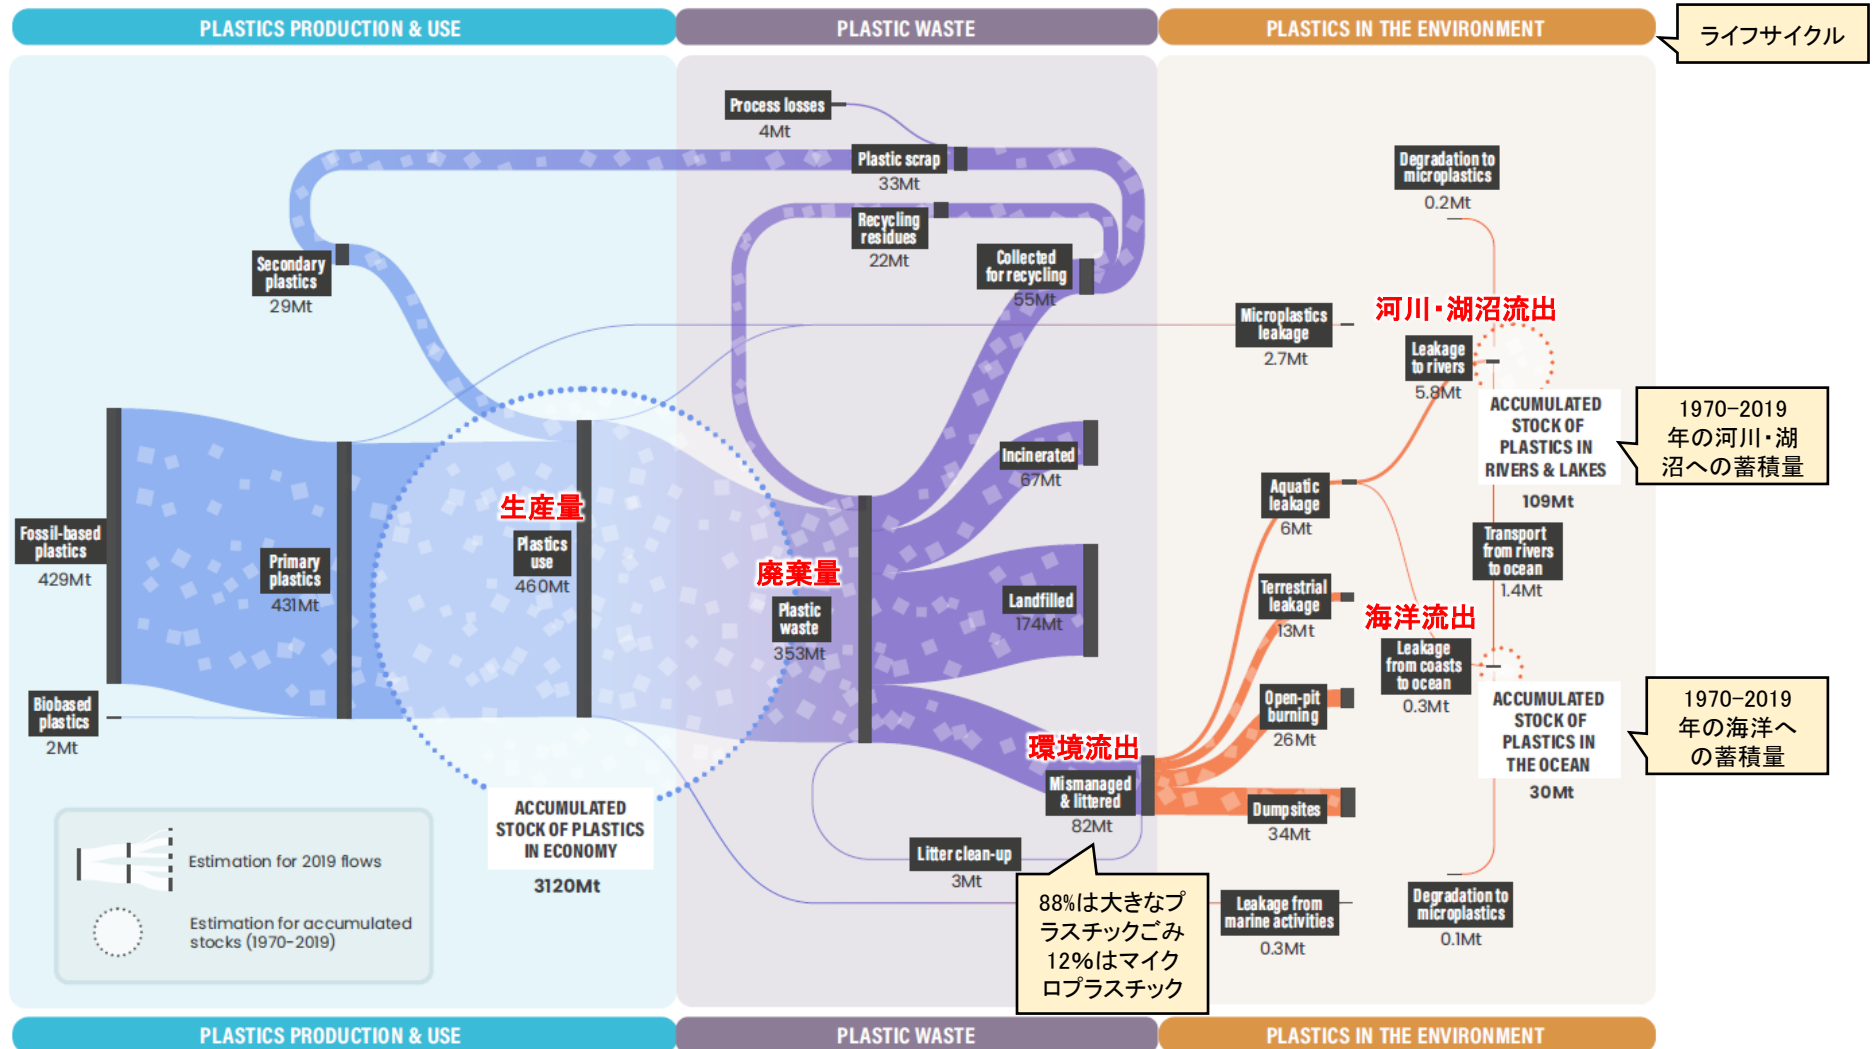 PLASTICS PRODUCTION & USE
PLASTIC WASTE
PLASTICS IN THE ENVIRONMENT
ライフサイクル
Process losses
4Mt
Plastic scrap
33Mt
Recycling
residues
22Mt
Collected
for recycling
55Mt
Secondary
plastics
29Mt
Degradation to
microplastics
0.2Mt
Microplastics
leakage
2.7Mt
河川・湖沼流出
Leakage
to rivers
5.8Mt
ACCUMULATED
STOCK OF
PLASTICS IN
RIVERS & LAKES
109Mt
1970-2019
年の河川・湖
沼への蓄積量
Fossil-based
plastics
429Mt
Primary
plastics
431Mt
Biobased
plastics
2Mt
生産量
Plastics
use
460Mt
廃棄量
Plastic
waste
353Mt
Incinerated
67Mt
Landfilled
174Mt
環境流出
Mismanaged
& littered
82Mt
Aquatic
leakage
6Mt
Terrestrial
leakage
13Mt
Open-pit
burning
26Mt
Dumpsites
34Mt
Transport
from rivers
to ocean
1.4Mt
海洋流出
Leakage
from coasts
to ocean
0.3Mt
ACCUMULATED
STOCK OF
PLASTICS IN
THE OCEAN
30Mt
1970-2019
年の海洋へ
の蓄積量
ACCUMULATED
STOCK OF PLASTICS
IN ECONOMY
3120Mt
Litter clean-up
3Mt
88%は大きなプ
ラスチックごみ
12%はマイク
ロプラスチック
Leakage from
marine activities
0.3Mt
Degradation to
microplastics
0.1Mt
Estimation for 2019 flows
Estimation for accumulated
stocks (1970-2019)
PLASTICS PRODUCTION & USE
PLASTIC WASTE
PLASTICS IN THE ENVIRONMENT